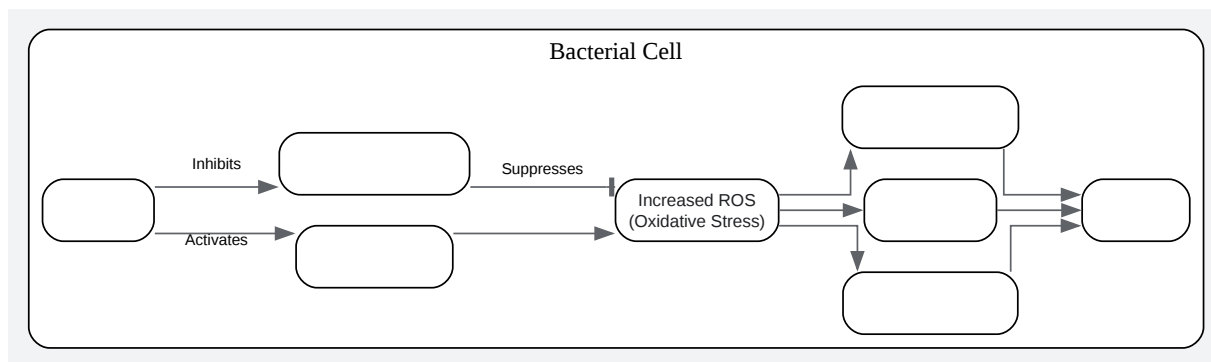 Bacterial Cell
Inhibits
Suppresses
Activates
Increased ROS
(Oxidative Stress)